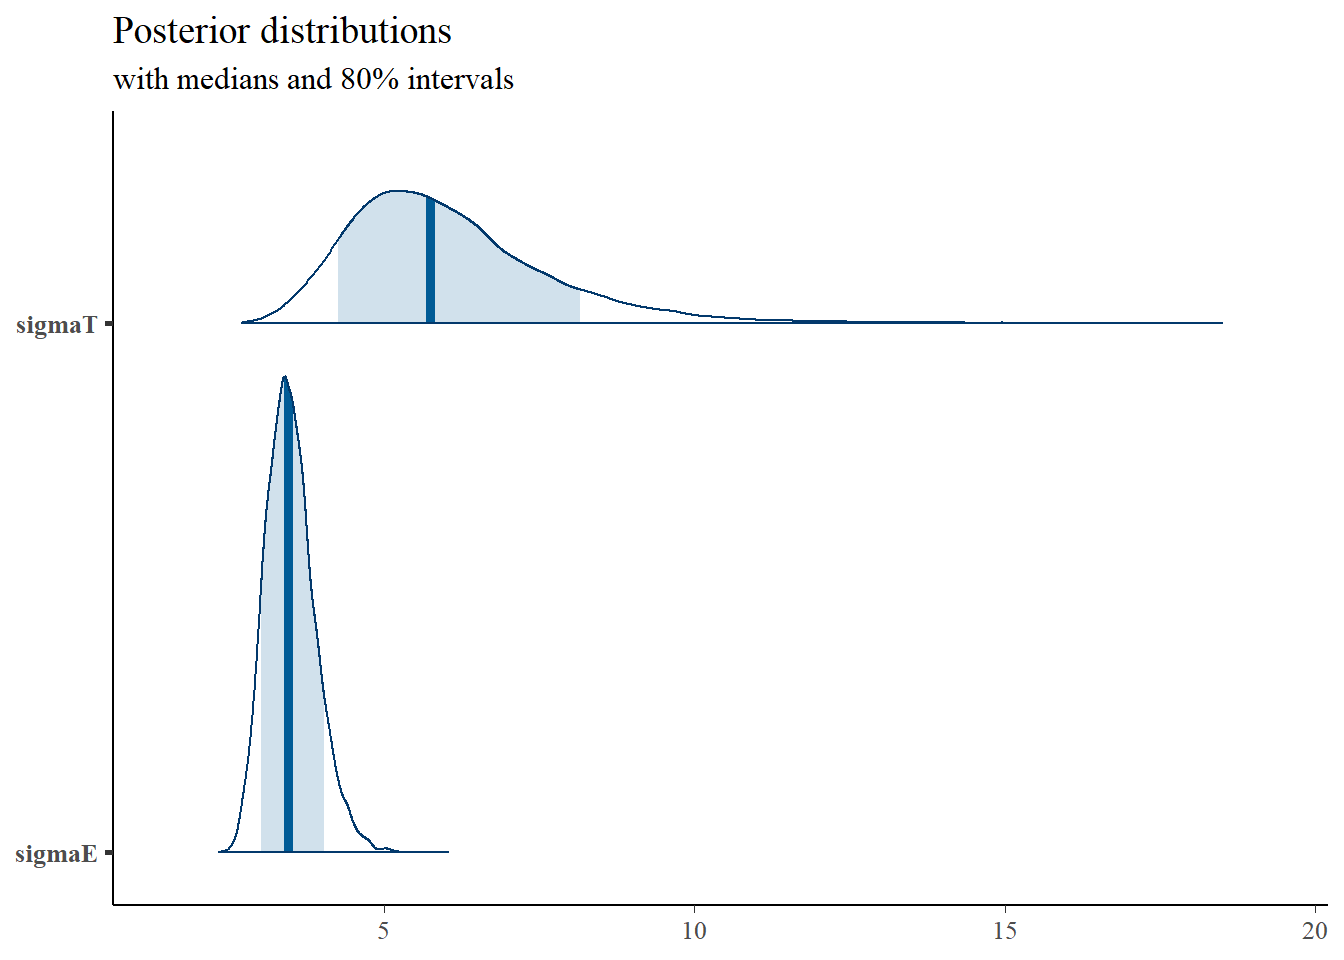 Posterior distributions
with medians and 80% intervals
sigmaT
sigmaE
5 10 15 20